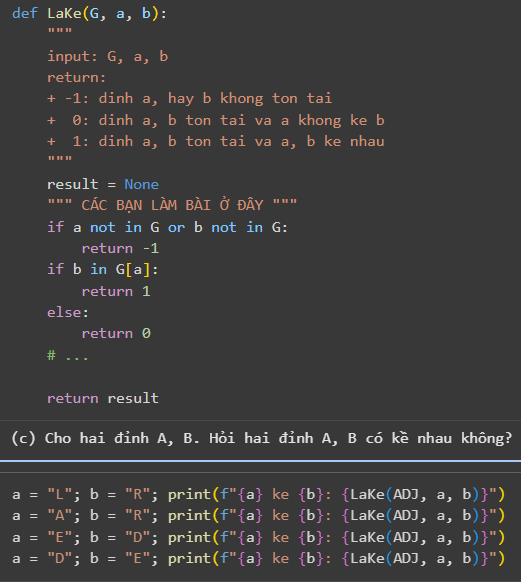 def LaKe(G, a, b):
    """
    input: G, a, b
    return:
    + -1: dinh a, hay b khong ton tai
    +  0: dinh a, b ton tai va a khong ke b
    +  1: dinh a, b ton tai va a, b ke nhau
    """
    result = None
    """ CÁC BẠN LÀM BÀI Ở ĐÂY """
    if a not in G or b not in G:
        return -1
    if b in G[a]:
        return 1
    else:
        return 0
    # ...
    return result
(c) Cho hai đỉnh A, B. Hỏi hai đỉnh A, B có kề nhau không?
a = "L"; b = "R"; print(f"{a} ke {b}: {LaKe(ADJ, a, b)}")
a = "A"; b = "R"; print(f"{a} ke {b}: {LaKe(ADJ, a, b)}")
a = "E"; b = "D"; print(f"{a} ke {b}: {LaKe(ADJ, a, b)}")
a = "D"; b = "E"; print(f"{a} ke {b}: {LaKe(ADJ, a, b)}")